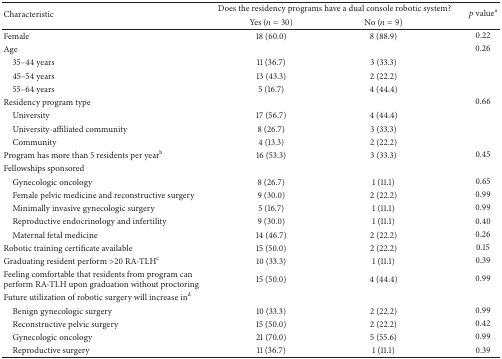 Characteristic Does the residency programs have a dual console robotic system? p value^a
Yes (n = 30) No (n = 9)
Female 18 (60.0) 8 (88.9) 0.22
Age 0.26
35–44 years 11 (36.7) 3 (33.3)
45–54 years 13 (43.3) 2 (22.2)
55–64 years 5 (16.7) 4 (44.4)
Residency program type 0.66
University 17 (56.7) 4 (44.4)
University-affiliated community 8 (26.7) 3 (33.3)
Community 4 (13.3) 2 (22.2)
Program has more than 5 residents per year^b 16 (53.3) 3 (33.3) 0.45
Fellowships sponsored
Gynecologic oncology 8 (26.7) 1 (11.1) 0.65
Female pelvic medicine and reconstructive surgery 9 (30.0) 2 (22.2) 0.99
Minimally invasive gynecologic surgery 5 (16.7) 1 (11.1) 0.99
Reproductive endocrinology and infertility 9 (30.0) 1 (11.1) 0.40
Maternal fetal medicine 14 (46.7) 2 (22.2) 0.26
Robotic training certificate available 15 (50.0) 2 (22.2) 0.15
Graduating resident perform >20 RA-TLH^c 10 (33.3) 1 (11.1) 0.39
Feeling comfortable that residents from program can
perform RA-TLH upon graduation without proctoring 15 (50.0) 4 (44.4) 0.99
Future utilization of robotic surgery will increase in^d
Benign gynecologic surgery 10 (33.3) 2 (22.2) 0.99
Reconstructive pelvic surgery 15 (50.0) 2 (22.2) 0.42
Gynecologic oncology 21 (70.0) 5 (55.6) 0.99
Reproductive surgery 11 (36.7) 1 (11.1) 0.39